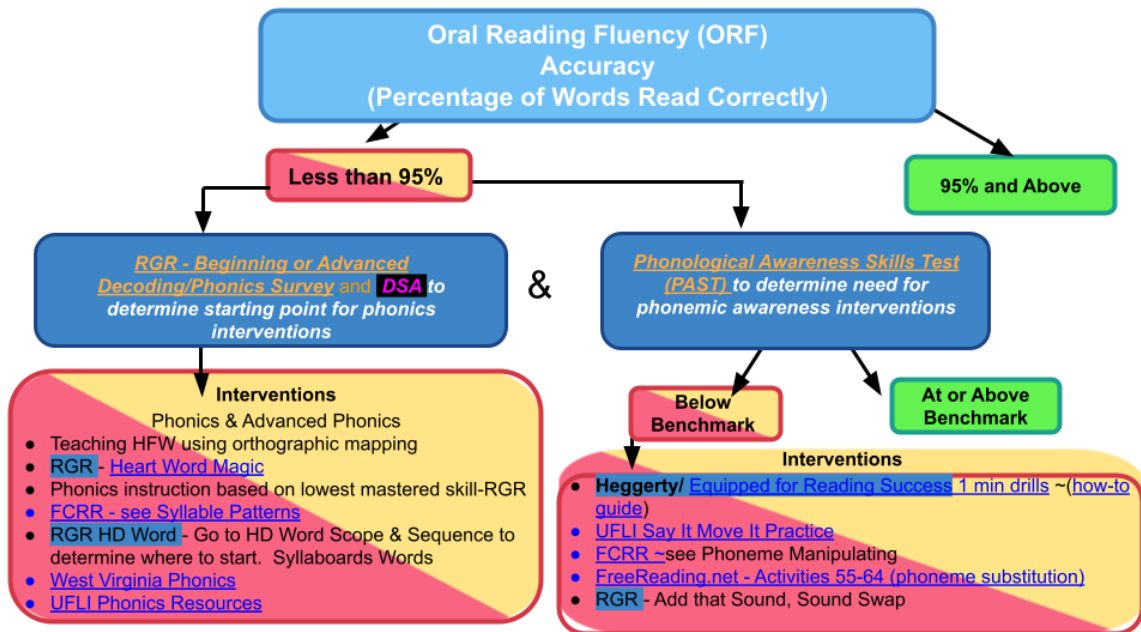 Oral Reading Fluency (ORF)
Accuracy
(Percentage of Words Read Correctly)
Less than 95%
95% and Above
RGR - Beginning or Advanced
Decoding/Phonics Survey and DSA to
determine starting point for phonics
interventions
&
Phonological Awareness Skills Test
(PAST) to determine need for
phonemic awareness interventions
Interventions
Phonics & Advanced Phonics
● Teaching HFW using orthographic mapping
● RGR - Heart Word Magic
● Phonics instruction based on lowest mastered skill-RGR
● FCRR - see Syllable Patterns
● RGR HD Word - Go to HD Word Scope & Sequence to
determine where to start. Syllaboards Words
● West Virginia Phonics
● UFLI Phonics Resources
Below
Benchmark
At or Above
Benchmark
Interventions
● Heggerty/ Equipped for Reading Success 1 min drills ~(how-to
guide)
● UFLI Say It Move It Practice
● FCRR ~see Phoneme Manipulating
● FreeReading.net - Activities 55-64 (phoneme substitution)
● RGR - Add that Sound, Sound Swap